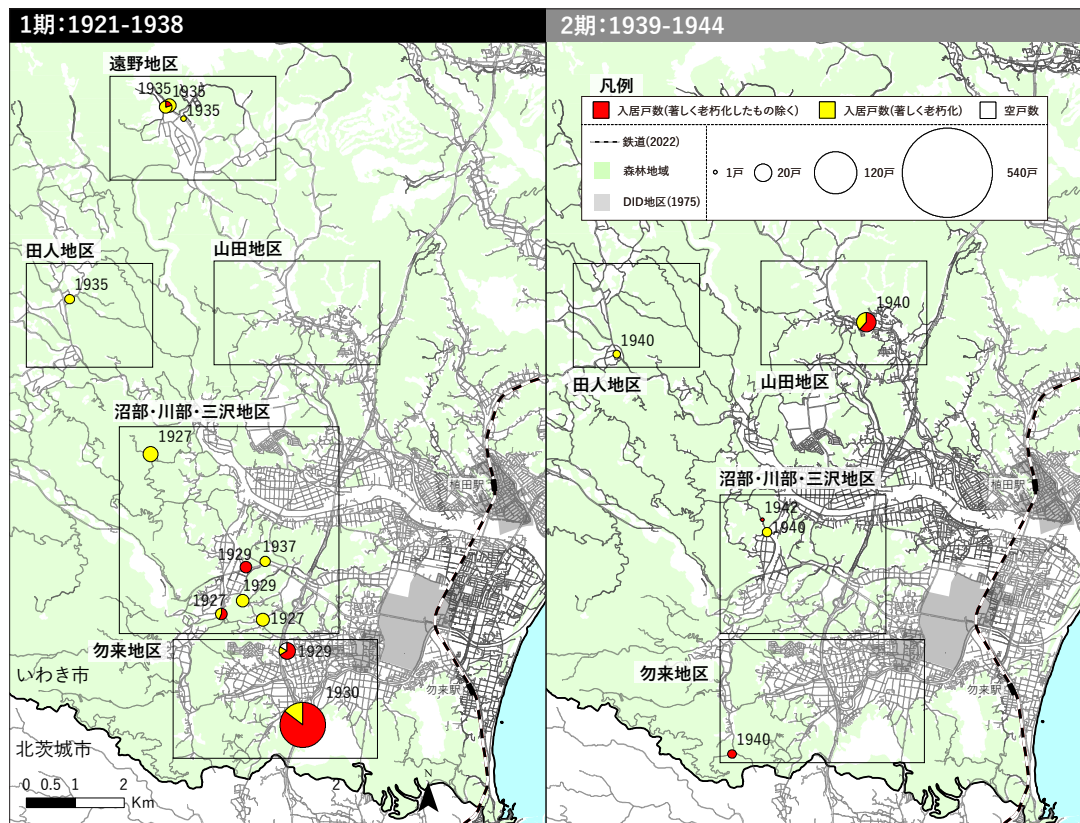 1期：1921-1938
遠野地区
1935
1935
1935
田人地区
1935
山田地区
沼部・川部・三沢地区
1927
植田駅
1929
1937
1929
1927
1927
勿来地区
1929
1930
勿来駅
いわき市
北茨城市
0 0.5 1 2
Km
2
N
2期：1939-1944
凡例
入居戸数(著しく老朽化したもの除く)
入居戸数(著しく老朽化)
空戸数
鉄道(2022)
森林地域
DID地区(1975)
1戸
20戸
120戸
540戸
1940
1940
田人地区
山田地区
沼部・川部・三沢地区
植田駅
1942
1940
勿来地区
勿来駅
1940